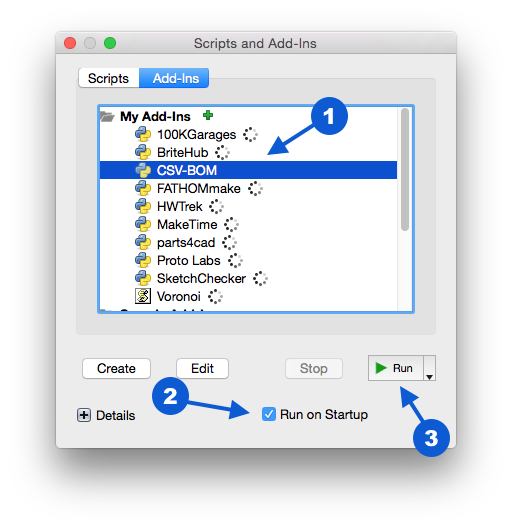 Scripts and Add-Ins
Scripts Add-Ins
My Add-Ins
1
100KGarages
BriteHub
CSV-BOM
FATHOMmake
HWTrek
MakeTime
parts4cad
Proto Labs
SketchChecker
Voronoi
Create Edit Stop Run
2
Details Run on Startup
3